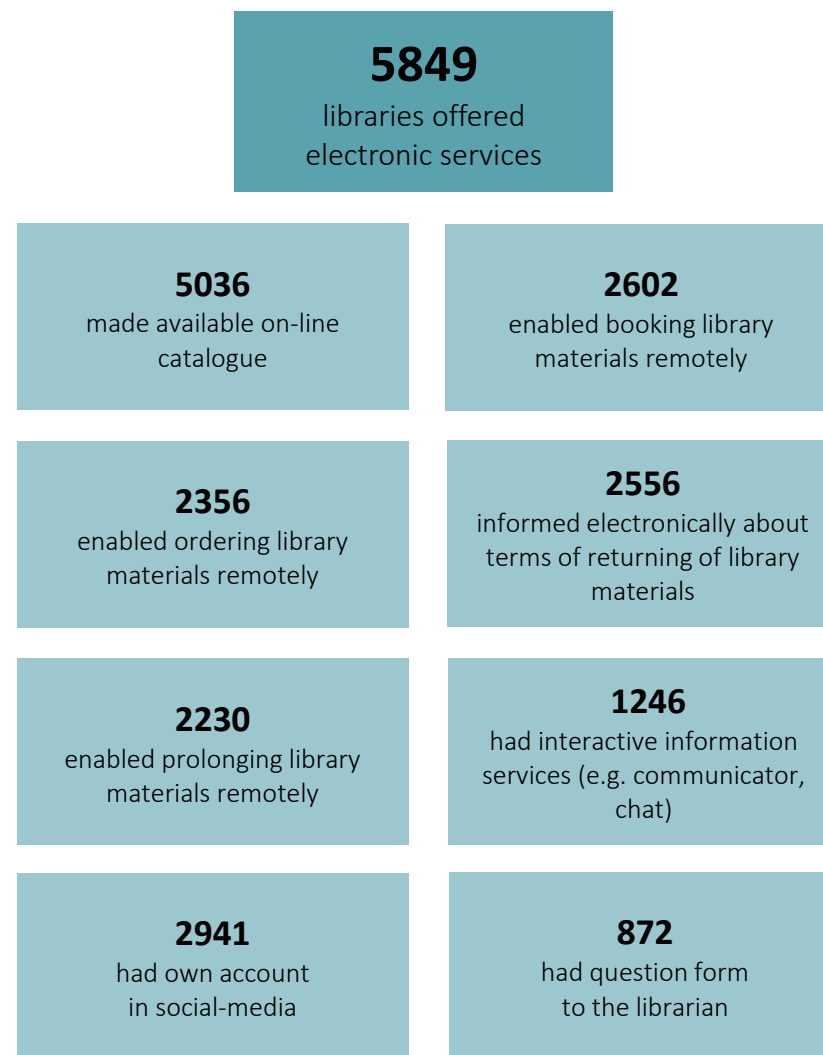 5849
libraries offered
electronic services
5036
made available on-line
catalogue
2602
enabled booking library
materials remotely
2356
enabled ordering library
materials remotely
2556
informed electronically about
terms of returning of library
materials
2230
enabled prolonging library
materials remotely
1246
had interactive information
services (e.g. communicator,
chat)
2941
had own account
in social-media
872
had question form
to the librarian